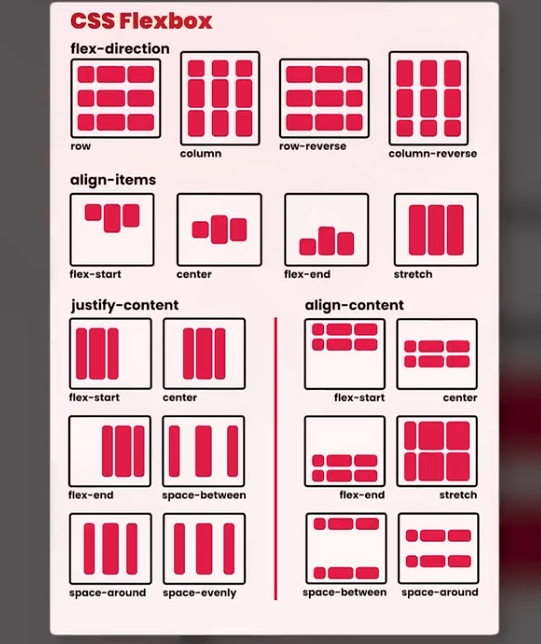 CSS Flexbox
flex-direction
row
column
row-reverse
column-reverse
align-items
flex-start
center
flex-end
stretch
justify-content
flex-start
center
flex-end
space-between
space-around
space-evenly
align-content
flex-start
center
flex-end
stretch
space-between
space-around